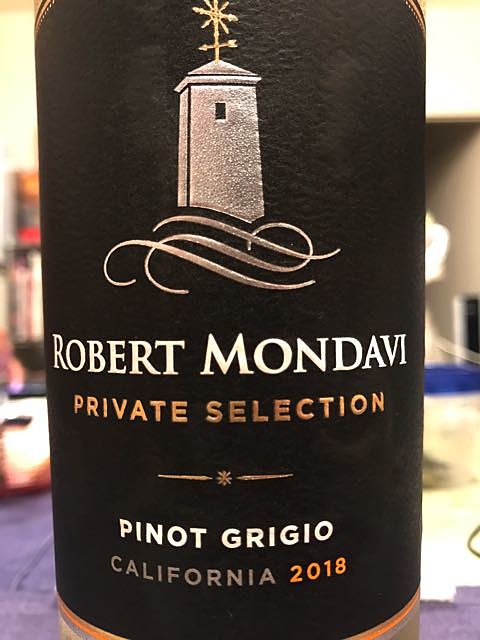 ROBERT MONDAVI
PRIVATE SELECTION
PINOT GRIGIO
CALIFORNIA 2018